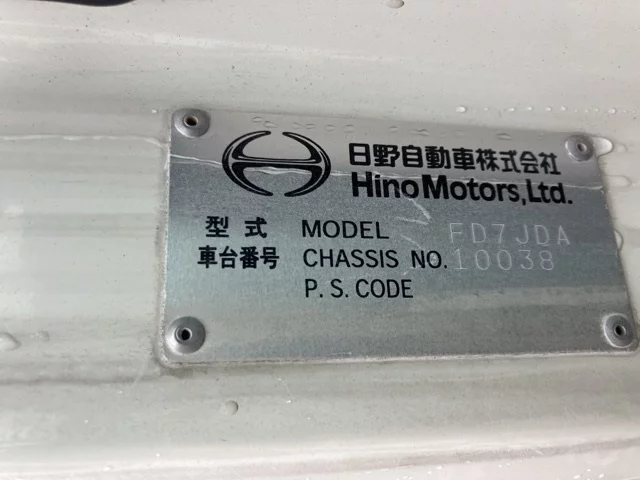 日野自動車株式会社
Hino Motors, Ltd.
型式 MODEL FD7JDA
車台番号 CHASSIS NO. 10038
P. S. CODE